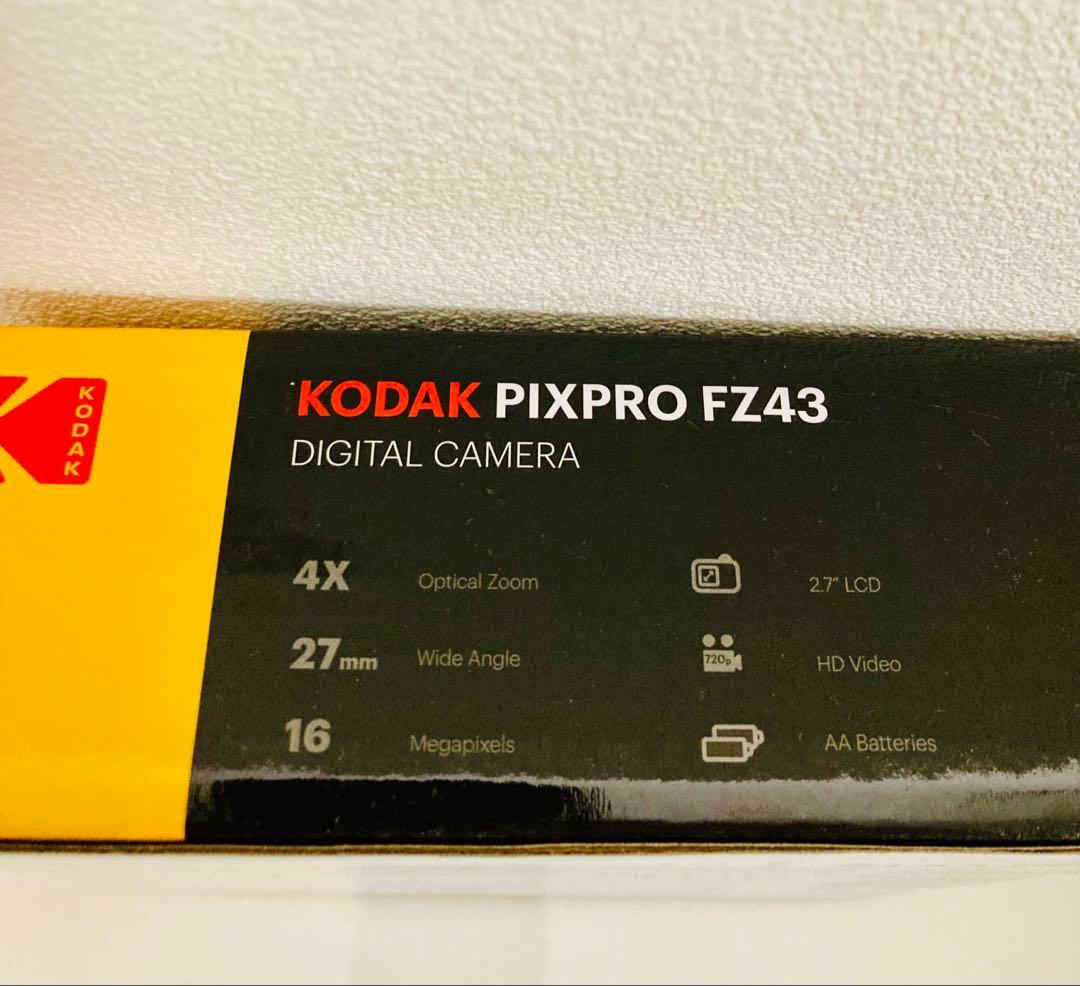 KODAK
KODAK PIXPRO FZ43
DIGITAL CAMERA
4X Optical Zoom
2.7" LCD
27mm Wide Angle
720p HD Video
16 Megapixels
AA Batteries